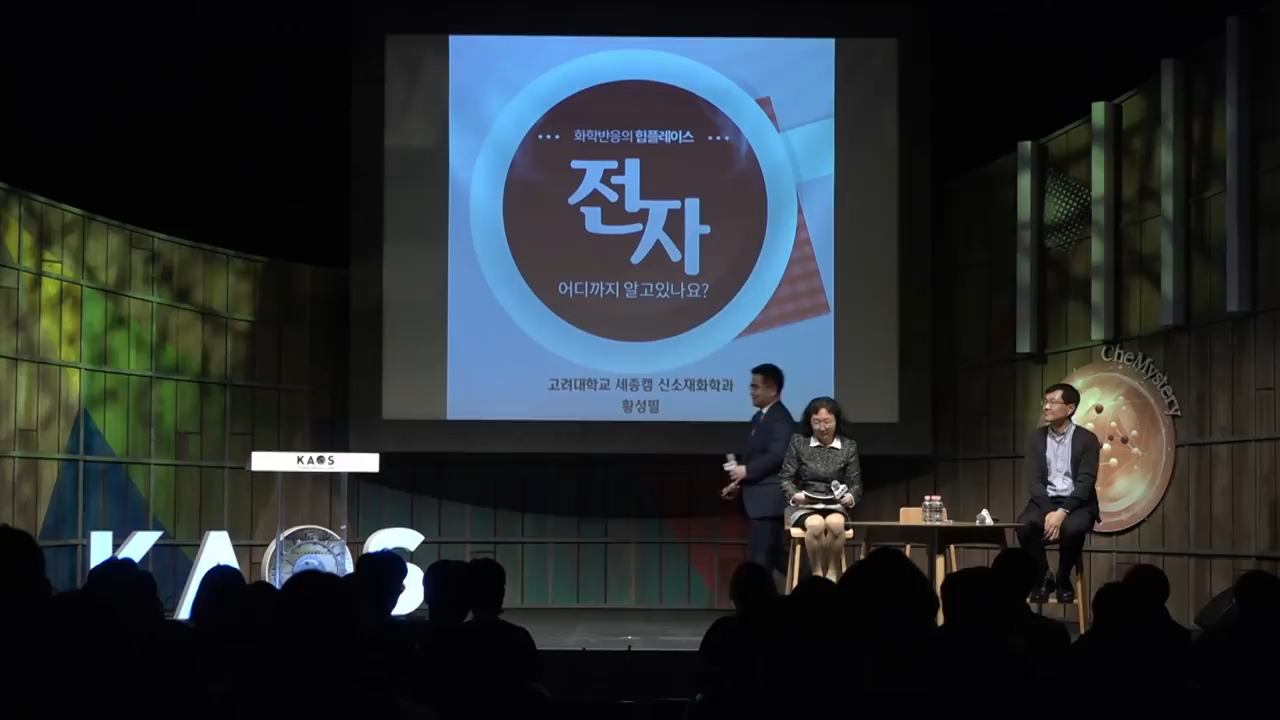 화학반응의 힙플레이스
전자
어디까지 알고있나요?
고려대학교 세종캠 신소재화학과
황성필
CheMystery
KAOS
KAOS